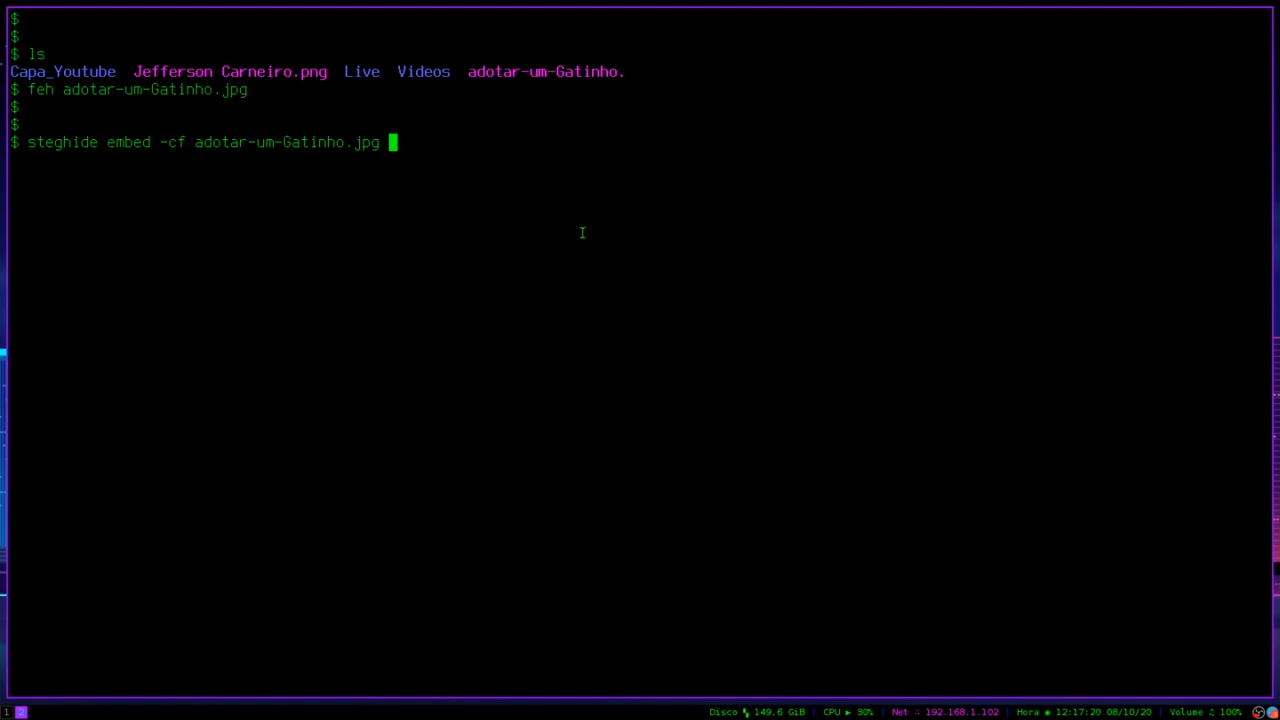 $
$
$ ls
Capa_Youtube Jefferson Carneiro.png Live Videos adotar-um-Gatinho.
$ feh adotar-um-Gatinho.jpg
$
$
$ steghide embed -cf adotar-um-Gatinho.jpg
1 2 Disco 149,6 GiB | CPU ▶ 30% | Net ∴ 192.168.1.102 | Hora ◉ 12:17:20 08/10/20 | Volume ♫ 100%